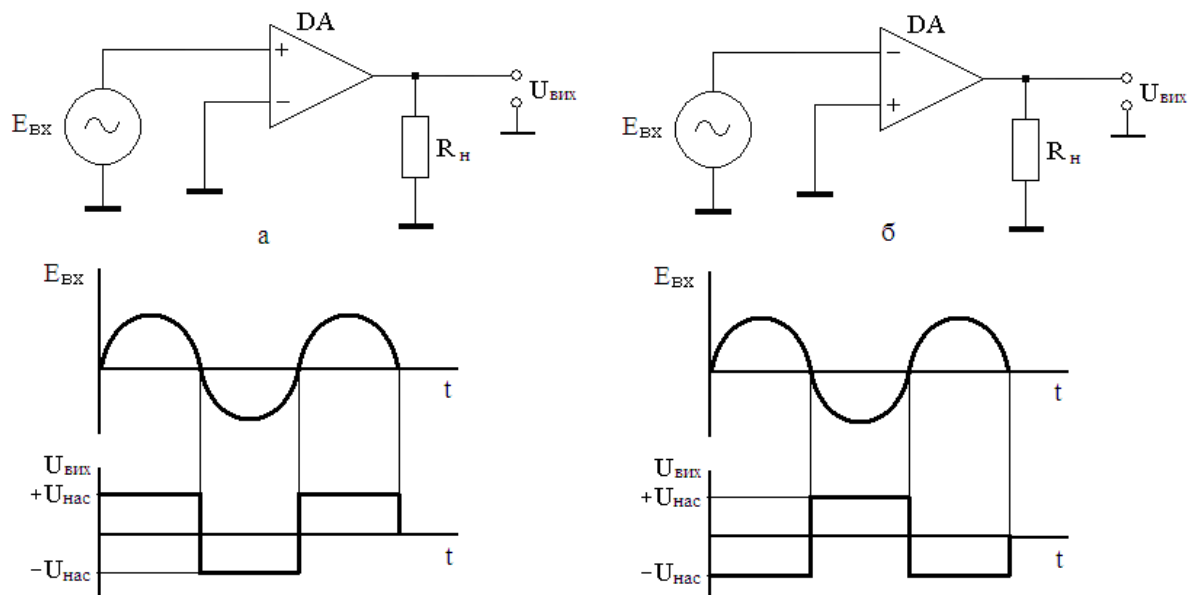 DA
+
−
E_ВХ
U_вих
R_н
а
DA
−
+
E_ВХ
U_вих
R_н
б
E_ВХ
t
U_вих
+U_нас
t
−U_нас
E_ВХ
t
U_вих
+U_нас
t
−U_нас